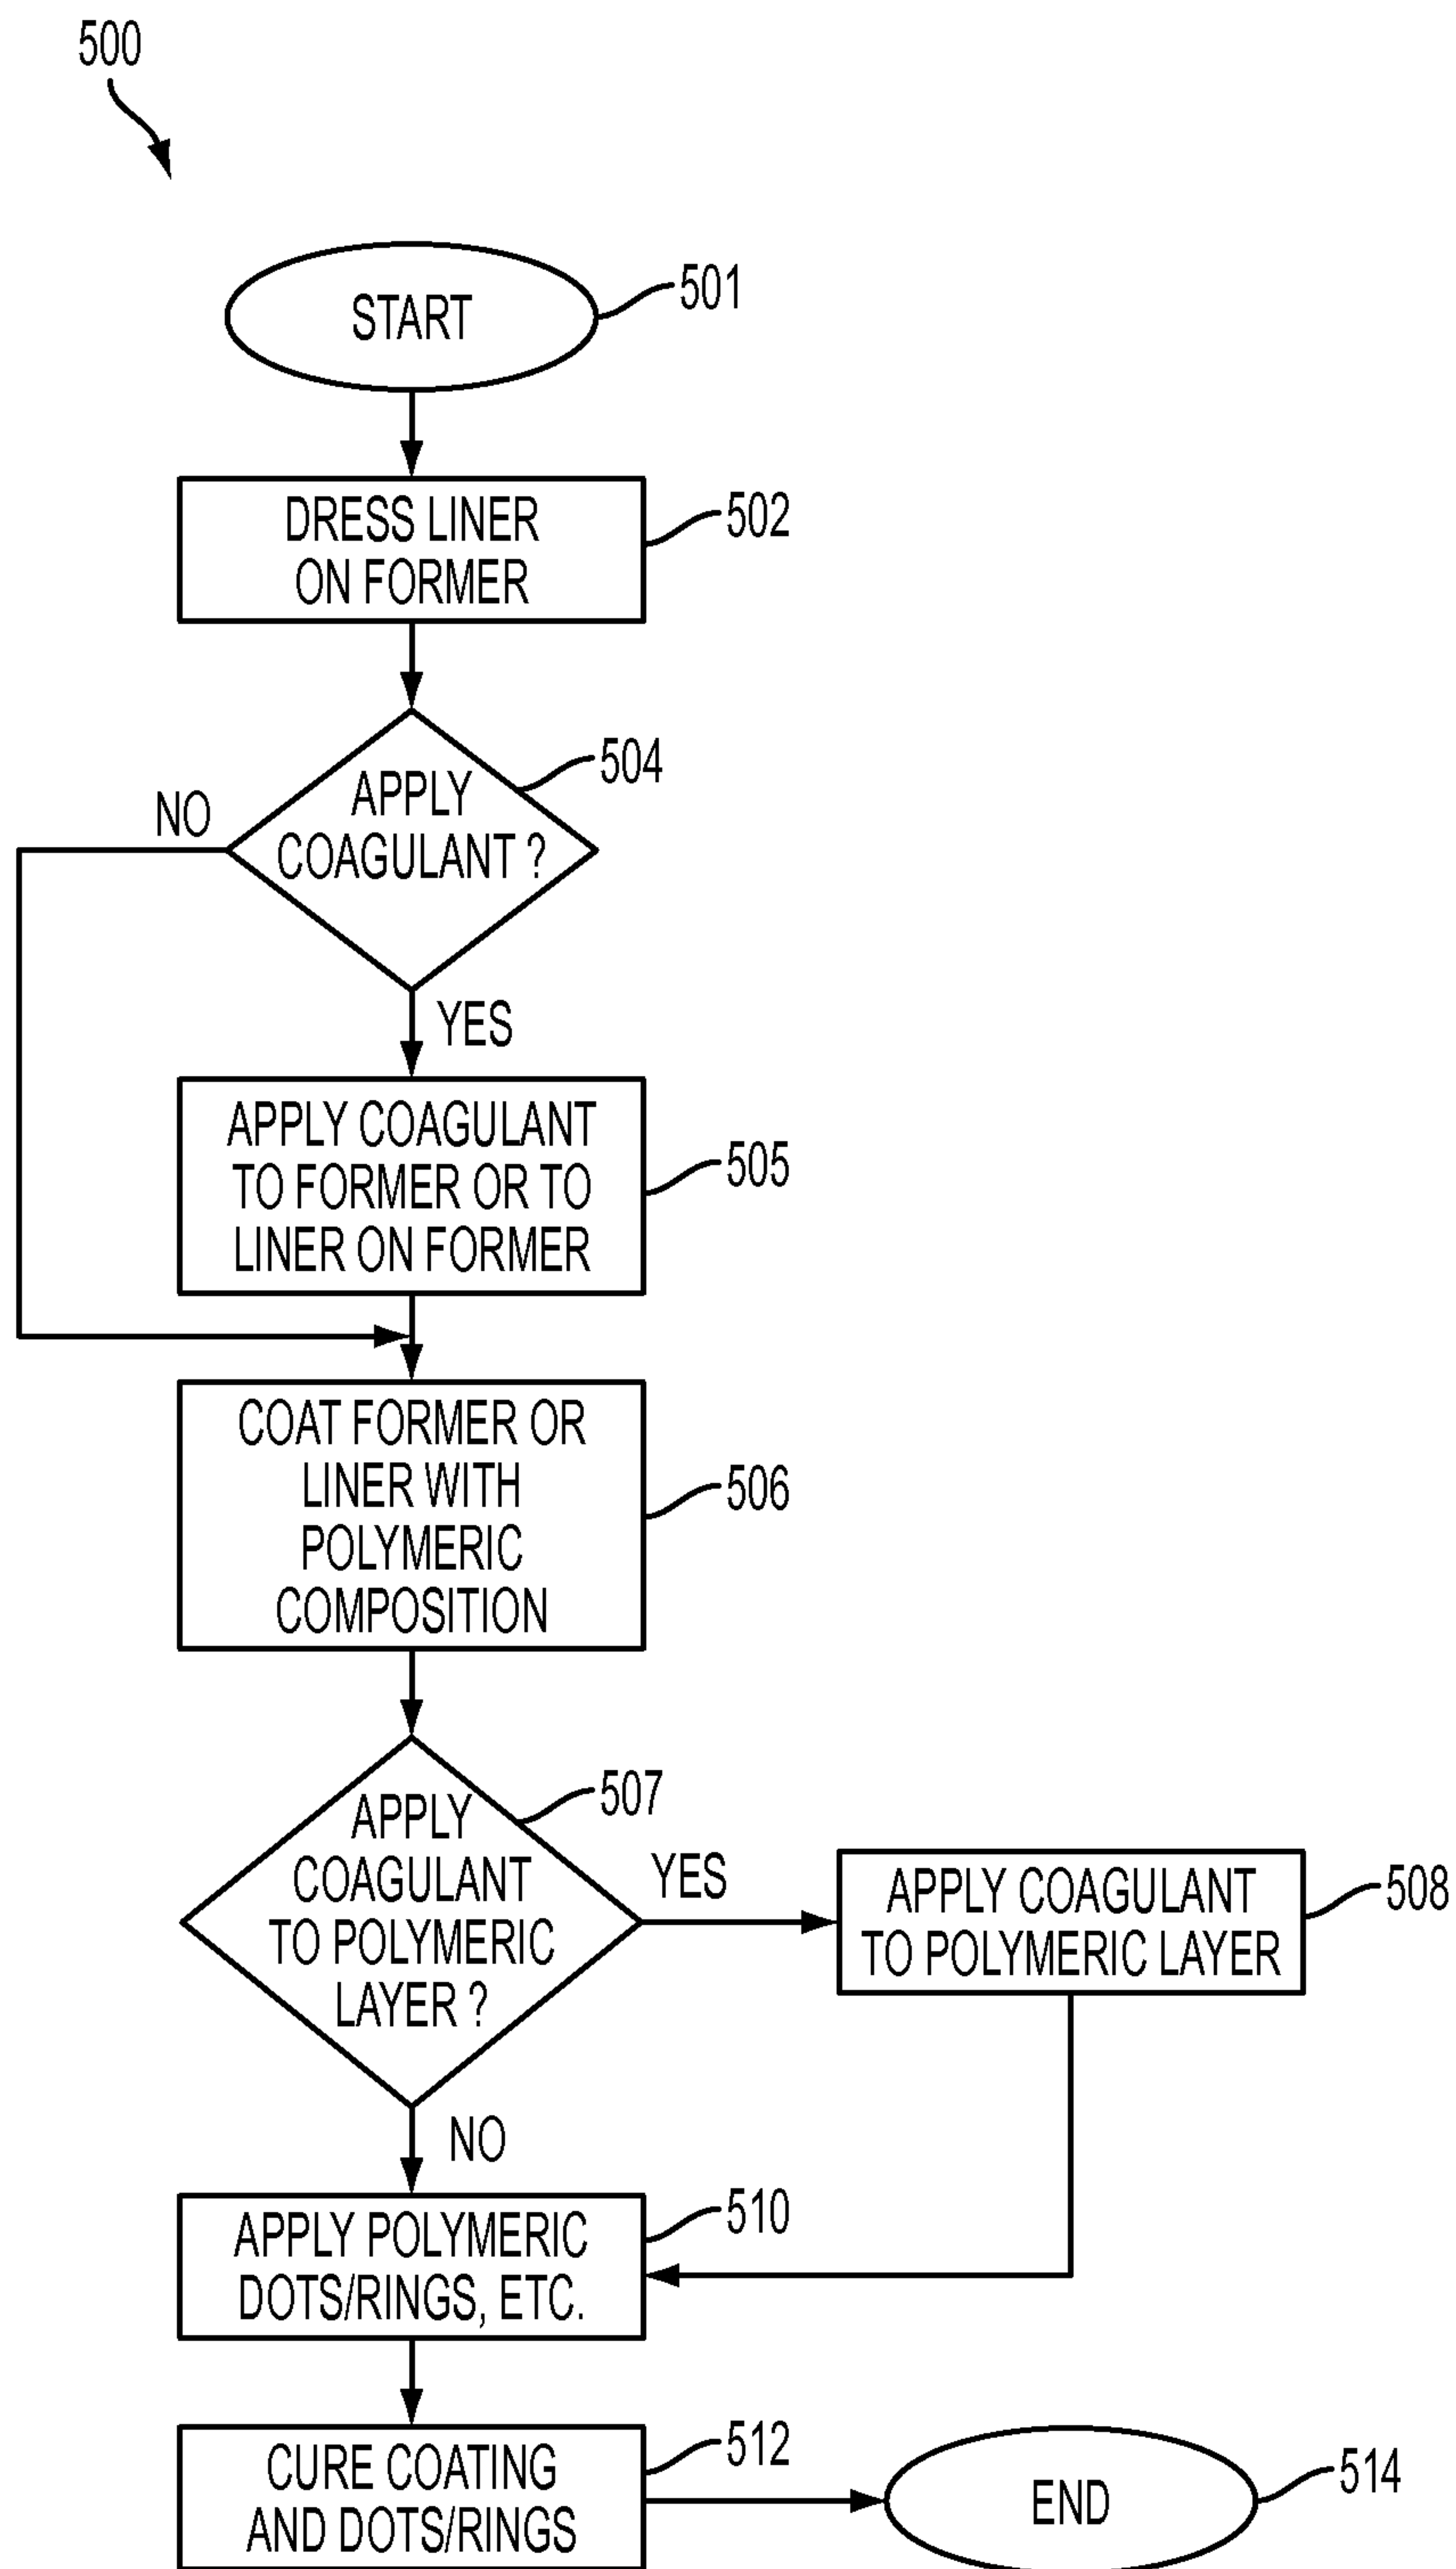 500
START
501
DRESS LINER
ON FORMER
502
APPLY
COAGULANT ?
504
NO
YES
APPLY COAGULANT
TO FORMER OR TO
LINER ON FORMER
505
COAT FORMER OR
LINER WITH
POLYMERIC
COMPOSITION
506
APPLY
COAGULANT
TO POLYMERIC
LAYER ?
507
YES
APPLY COAGULANT
TO POLYMERIC LAYER
508
NO
APPLY POLYMERIC
DOTS/RINGS, ETC.
510
CURE COATING
AND DOTS/RINGS
512
END
514